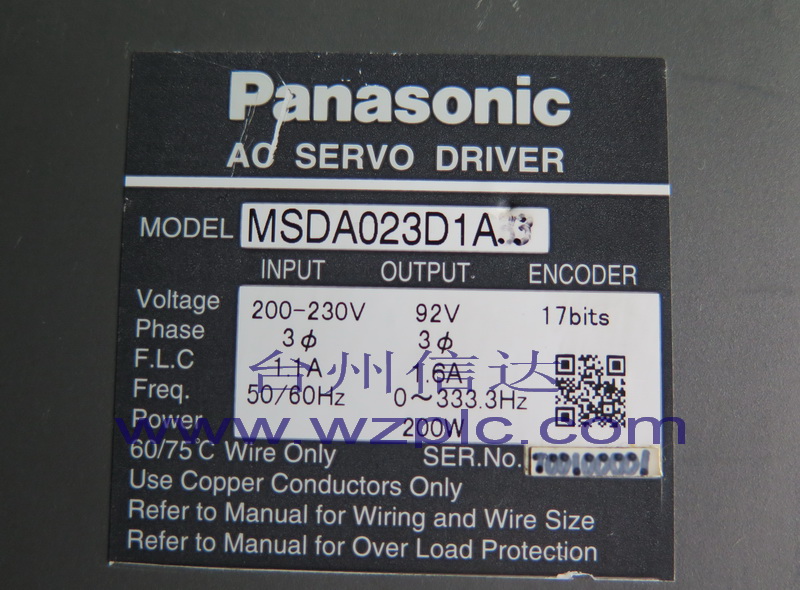 Panasonic
AC SERVO DRIVER
MODEL MSDA023D1A
INPUT OUTPUT ENCODER
Voltage 200-230V 92V 17bits
Phase 3ϕ 3ϕ
F.L.C 1.1A 1.6A
台州信达
Freq. 50/60Hz 0~333.3Hz
Power 200W
www.wzplc.com
60/75°C Wire Only SER.No.
Use Copper Conductors Only
Refer to Manual for Wiring and Wire Size
Refer to Manual for Over Load Protection